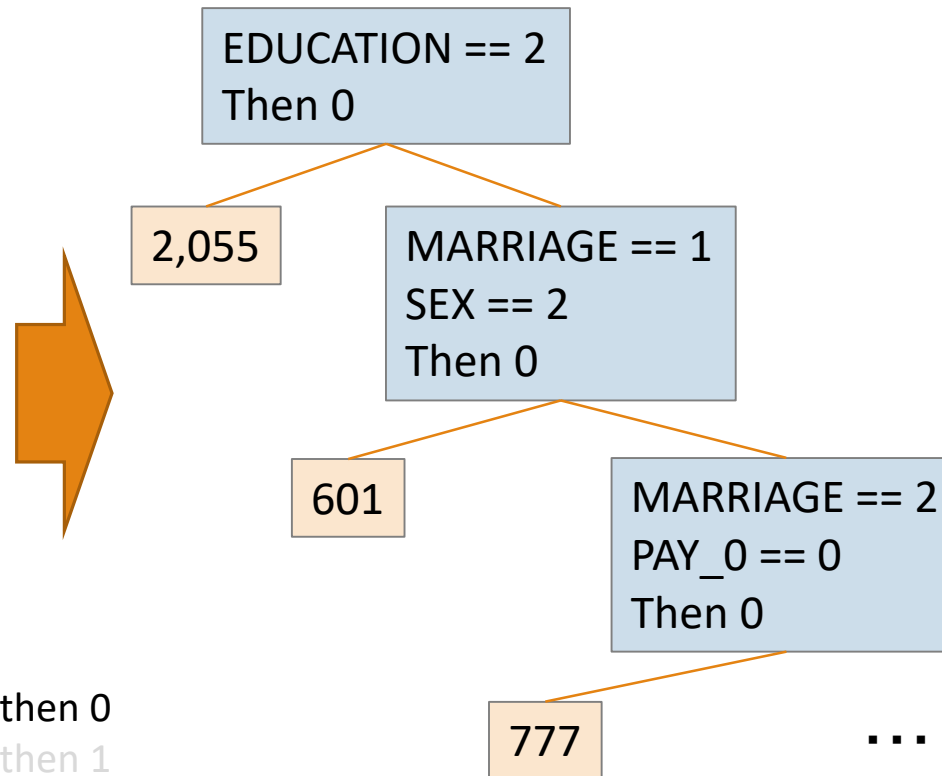 EDUCATION == 2
Then 0
2,055
MARRIAGE == 1
SEX == 2
Then 0
601
MARRIAGE == 2
PAY_0 == 0
Then 0
then 0
then 1
777
...